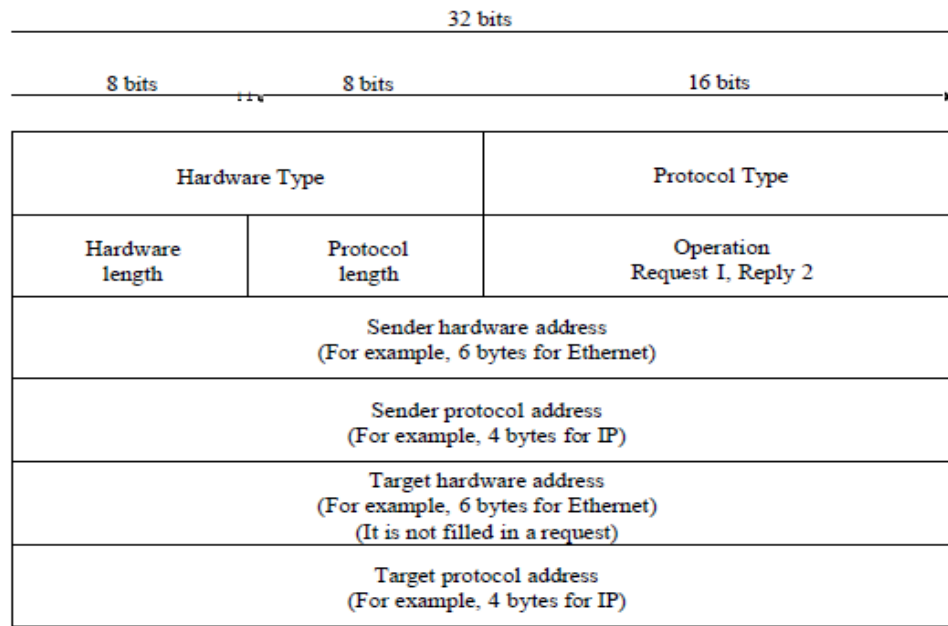 32 bits
8 bits
8 bits
16 bits
Hardware Type
Protocol Type
Hardware
length
Protocol
length
Operation
Request I, Reply 2
Sender hardware address
(For example, 6 bytes for Ethernet)
Sender protocol address
(For example, 4 bytes for IP)
Target hardware address
(For example, 6 bytes for Ethernet)
(It is not filled in a request)
Target protocol address
(For example, 4 bytes for IP)